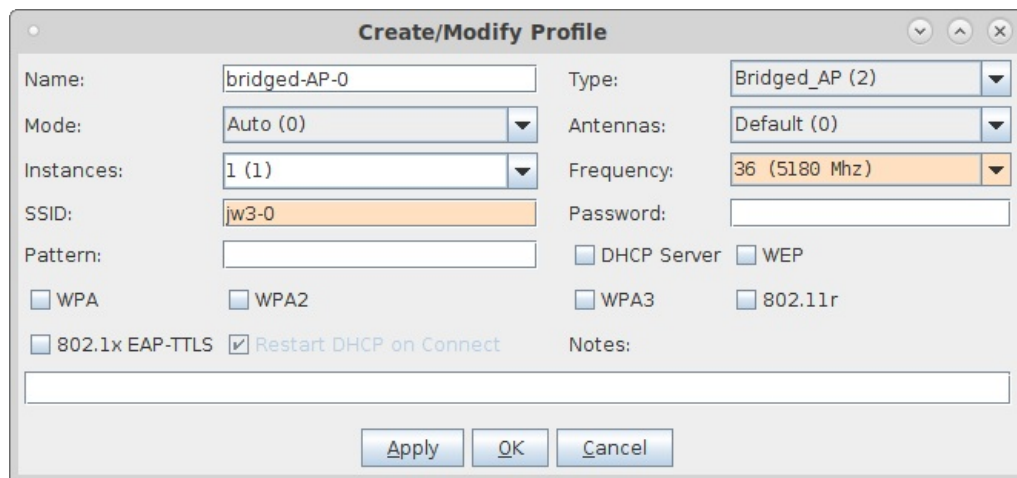 Create/Modify Profile
Name: bridged-AP-0 Type: Bridged_AP (2)
Mode: Auto (0) Antennas: Default (0)
Instances: 1 (1) Frequency: 36 (5180 Mhz)
SSID: jw3-0 Password:
Pattern: DHCP Server WEP
WPA WPA2 WPA3 802.11r
802.1x EAP-TTLS Restart DHCP on Connect Notes:
Apply OK Cancel